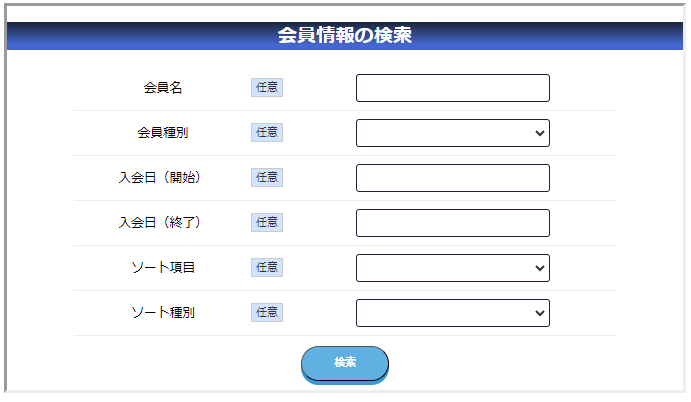 会員情報の検索
会員名 任意
会員種別 任意
入会日（開始） 任意
入会日（終了） 任意
ソート項目 任意
ソート種別 任意
検索